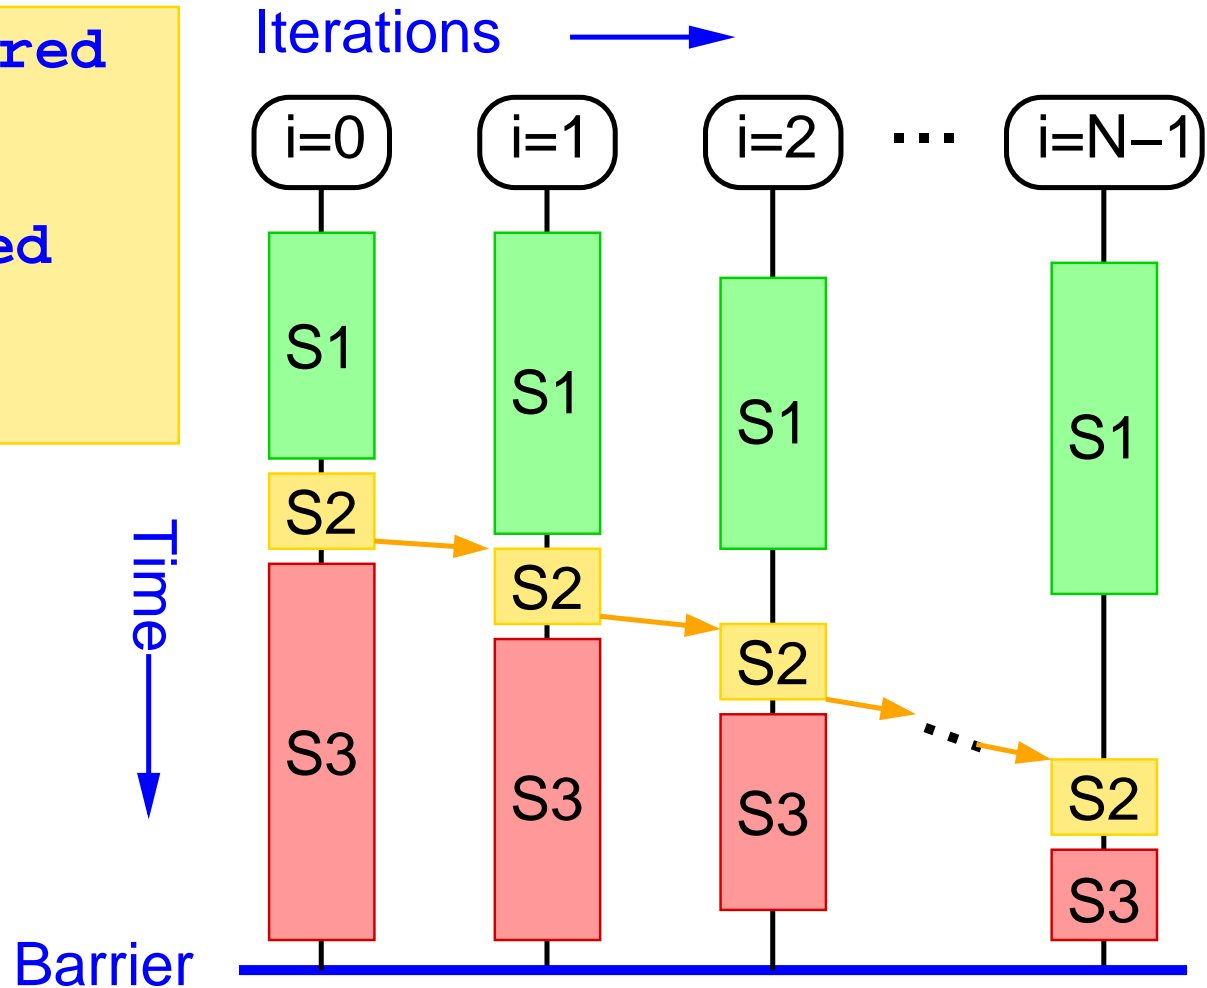 red
ed
Iterations
i=0 i=1 i=2 ... i=N−1
S1 S1 S1 S1
S2 S2 S2 S2
S3 S3 S3 S3
Time
Barrier